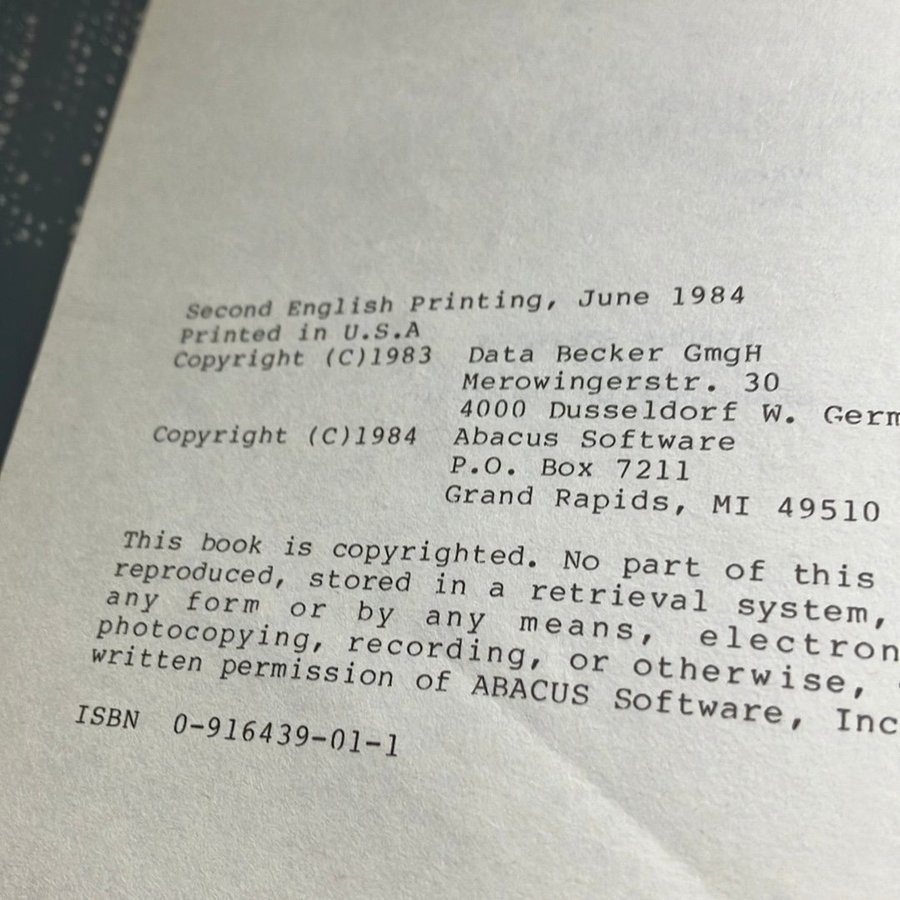 Second English Printing, June 1984
Printed in U.S.A
Copyright (C)1983 Data Becker GmgH
Merowingerstr. 30
4000 Dusseldorf W. Germ
Copyright (C)1984 Abacus Software
P.O. Box 7211
Grand Rapids, MI 49510
This book is copyrighted. No part of this
reproduced, stored in a retrieval system,
any form or by any means, electron
photocopying, recording, or otherwise,
written permission of ABACUS Software, Inc
ISBN 0-916439-01-1